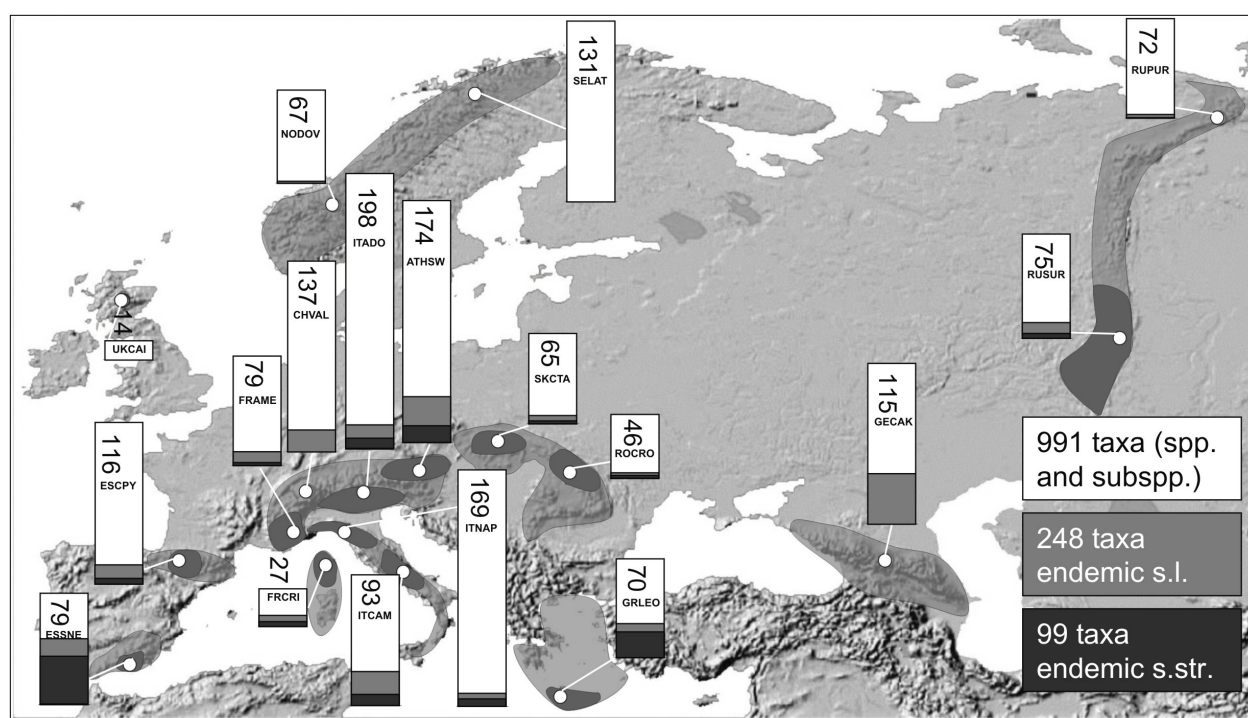 131
SELAT
72
RUPUR
67
NODOV
198
ITADO
174
ATHSW
137
CHVAL
75
RUSUR
14
UKCAI
79
FRAME
65
SKCTA
115
GECAK
46
ROCRO
116
ESCPY
169
ITNAP
27
FRCRI
93
ITCAM
70
GRLEO
79
ESSNE
991 taxa (spp.
and subspp.)
248 taxa
endemic s.l.
99 taxa
endemic s.str.